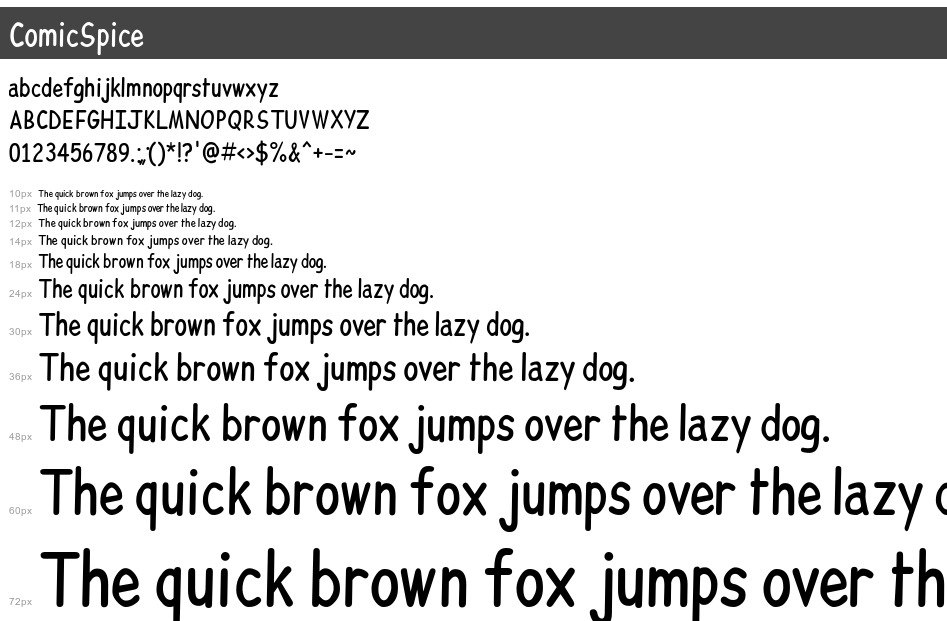 ComicSpice
abcdefghijklmnopqrstuvwxyz
ABCDEFGHIJKLMNOPQRSTUVWXYZ
0123456789.:,;()*!?'@#<>$%&^+-=~
10px The quick brown fox jumps over the lazy dog.
11px The quick brown fox jumps over the lazy dog.
12px The quick brown fox jumps over the lazy dog.
14px The quick brown fox jumps over the lazy dog.
18px The quick brown fox jumps over the lazy dog.
24px The quick brown fox jumps over the lazy dog.
30px The quick brown fox jumps over the lazy dog.
36px The quick brown fox jumps over the lazy dog.
48px The quick brown fox jumps over the lazy dog.
60px The quick brown fox jumps over the lazy
72px The quick brown fox jumps over th